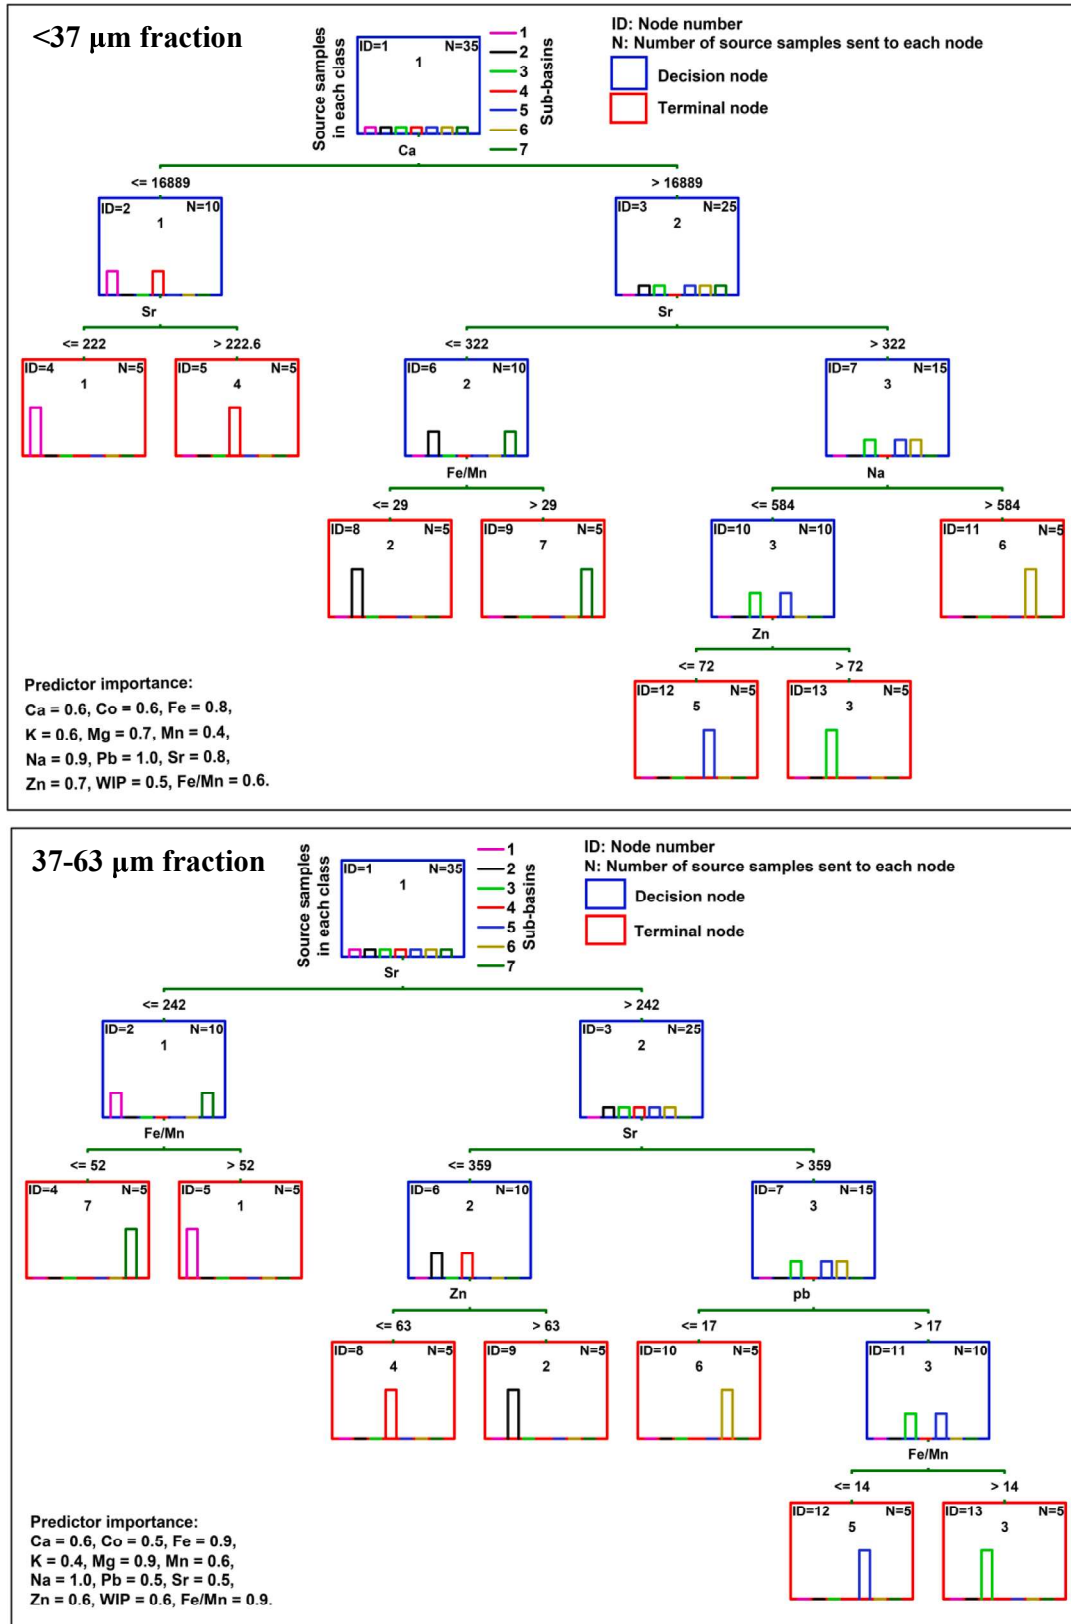 <37 µm fraction
Source samples
in each class
ID=1 N=35
1
1
2
3
4
5
6
7
Sub-basins
ID: Node number
N: Number of source samples sent to each node
Decision node
Terminal node
Ca
<= 16889
> 16889
ID=2 N=10
1
ID=3 N=25
2
Sr
Sr
<= 222
> 222.6
<= 322
> 322
ID=4 N=5
1
ID=5 N=5
4
ID=6 N=10
2
ID=7 N=15
3
Fe/Mn
Na
<= 29
> 29
<= 584
> 584
ID=8 N=5
2
ID=9 N=5
7
ID=10 N=10
3
ID=11 N=5
6
Zn
<= 72
> 72
ID=12 N=5
5
ID=13 N=5
3
Predictor importance:
Ca = 0.6, Co = 0.6, Fe = 0.8,
K = 0.6, Mg = 0.7, Mn = 0.4,
Na = 0.9, Pb = 1.0, Sr = 0.8,
Zn = 0.7, WIP = 0.5, Fe/Mn = 0.6.
37-63 µm fraction
Source samples
in each class
ID=1 N=35
1
1
2
3
4
5
6
7
Sub-basins
ID: Node number
N: Number of source samples sent to each node
Decision node
Terminal node
Sr
<= 242
> 242
ID=2 N=10
1
ID=3 N=25
2
Fe/Mn
Sr
<= 52
> 52
<= 359
> 359
ID=4 N=5
7
ID=5 N=5
1
ID=6 N=10
2
ID=7 N=15
3
Zn
pb
<= 63
> 63
<= 17
> 17
ID=8 N=5
4
ID=9 N=5
2
ID=10 N=5
6
ID=11 N=10
3
Fe/Mn
<= 14
> 14
ID=12 N=5
5
ID=13 N=5
3
Predictor importance:
Ca = 0.6, Co = 0.5, Fe = 0.9,
K = 0.4, Mg = 0.9, Mn = 0.6,
Na = 1.0, Pb = 0.5, Sr = 0.5,
Zn = 0.6, WIP = 0.6, Fe/Mn = 0.9.